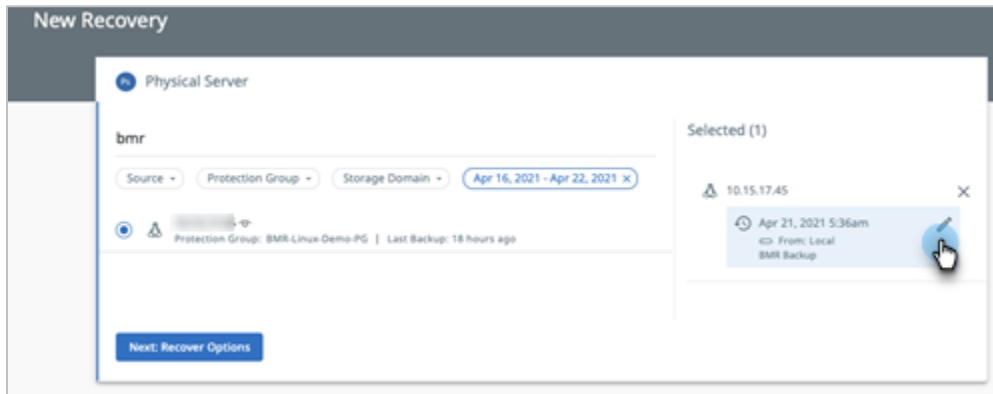 New Recovery
Physical Server
bmr
Source
Protection Group
Storage Domain
Apr 16, 2021 - Apr 22, 2021 ×
Protection Group: BMR-Linux-Demo-PG | Last Backup: 18 hours ago
Next: Recover Options
Selected (1)
10.15.17.45
Apr 21, 2021 5:36am
From: Local
BMR Backup